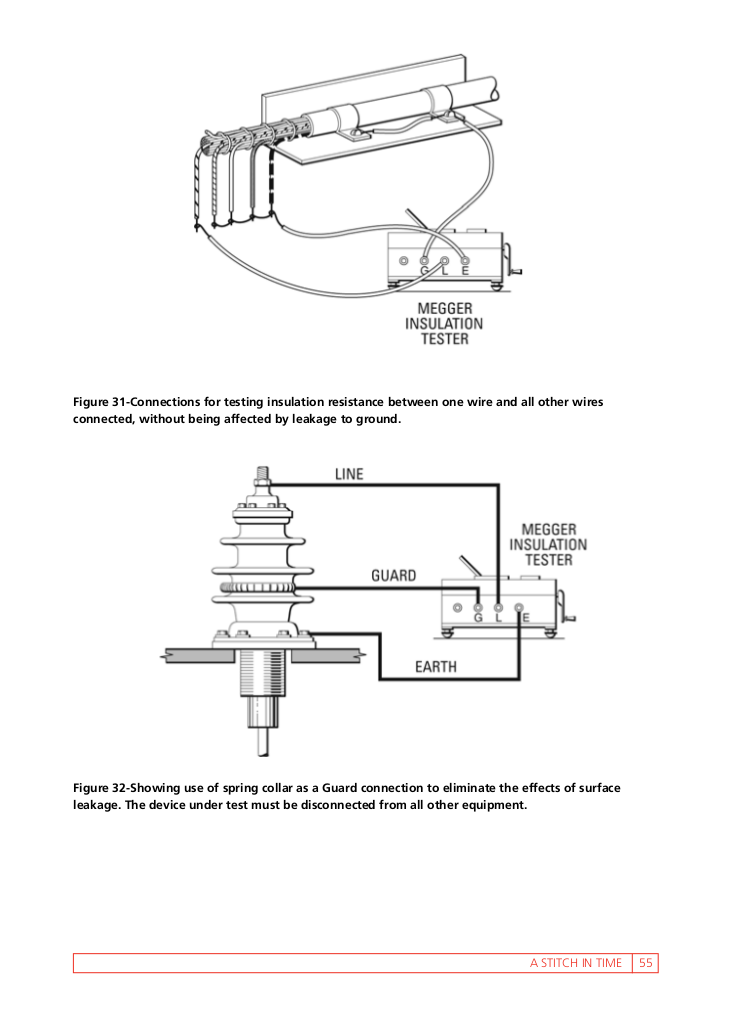 G L E
MEGGER
INSULATION
TESTER
Figure 31-Connections for testing insulation resistance between one wire and all other wires
connected, without being affected by leakage to ground.
LINE
MEGGER
INSULATION
TESTER
GUARD
G L E
EARTH
Figure 32-Showing use of spring collar as a Guard connection to eliminate the effects of surface
leakage. The device under test must be disconnected from all other equipment.
A STITCH IN TIME 55